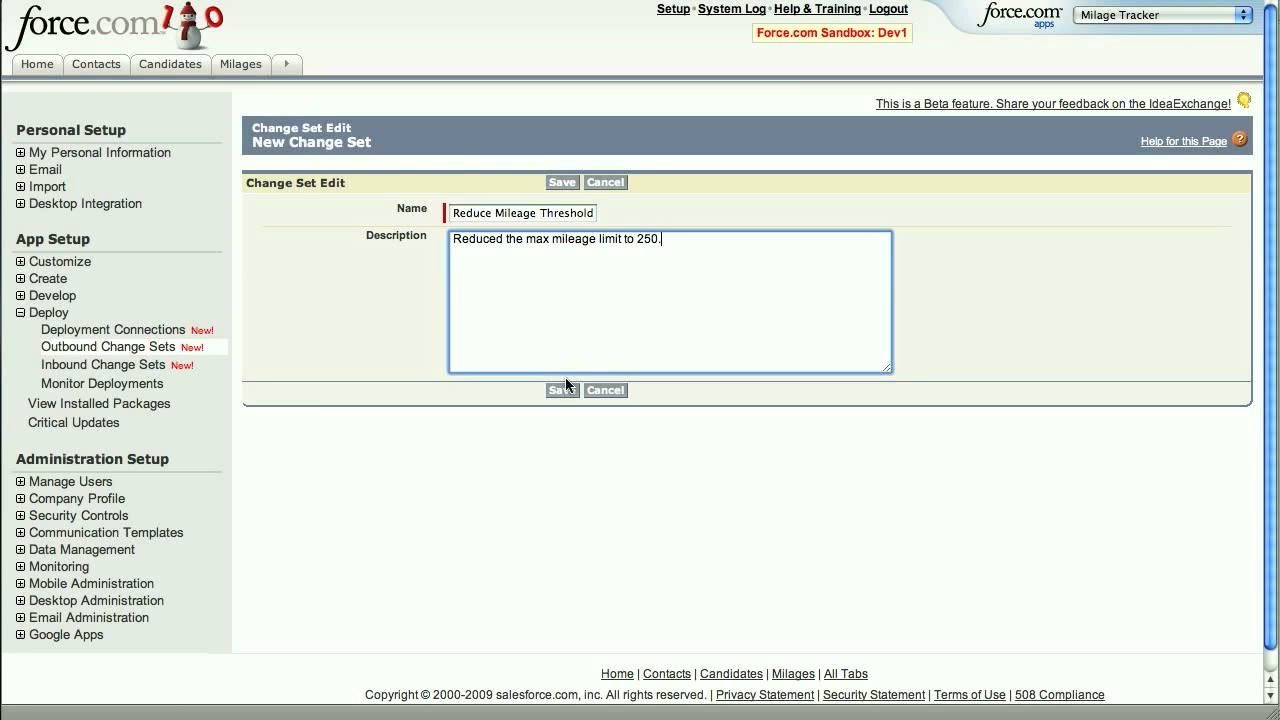 force.com
Setup · System Log · Help & Training · Logout
Force.com Sandbox: Dev1
force.com
apps
Milage Tracker
Home
Contacts
Candidates
Milages
This is a Beta feature. Share your feedback on the IdeaExchange!
Personal Setup
My Personal Information
Email
Import
Desktop Integration
App Setup
Customize
Create
Develop
Deploy
Deployment Connections New!
Outbound Change Sets New!
Inbound Change Sets New!
Monitor Deployments
View Installed Packages
Critical Updates
Administration Setup
Manage Users
Company Profile
Security Controls
Communication Templates
Data Management
Monitoring
Mobile Administration
Desktop Administration
Email Administration
Google Apps
Change Set Edit
New Change Set
Help for this Page
Change Set Edit
Save
Cancel
Name
Reduce Mileage Threshold
Description
Reduced the max mileage limit to 250.
Save
Cancel
Home | Contacts | Candidates | Milages | All Tabs
Copyright © 2000-2009 salesforce.com, inc. All rights reserved. | Privacy Statement | Security Statement | Terms of Use | 508 Compliance